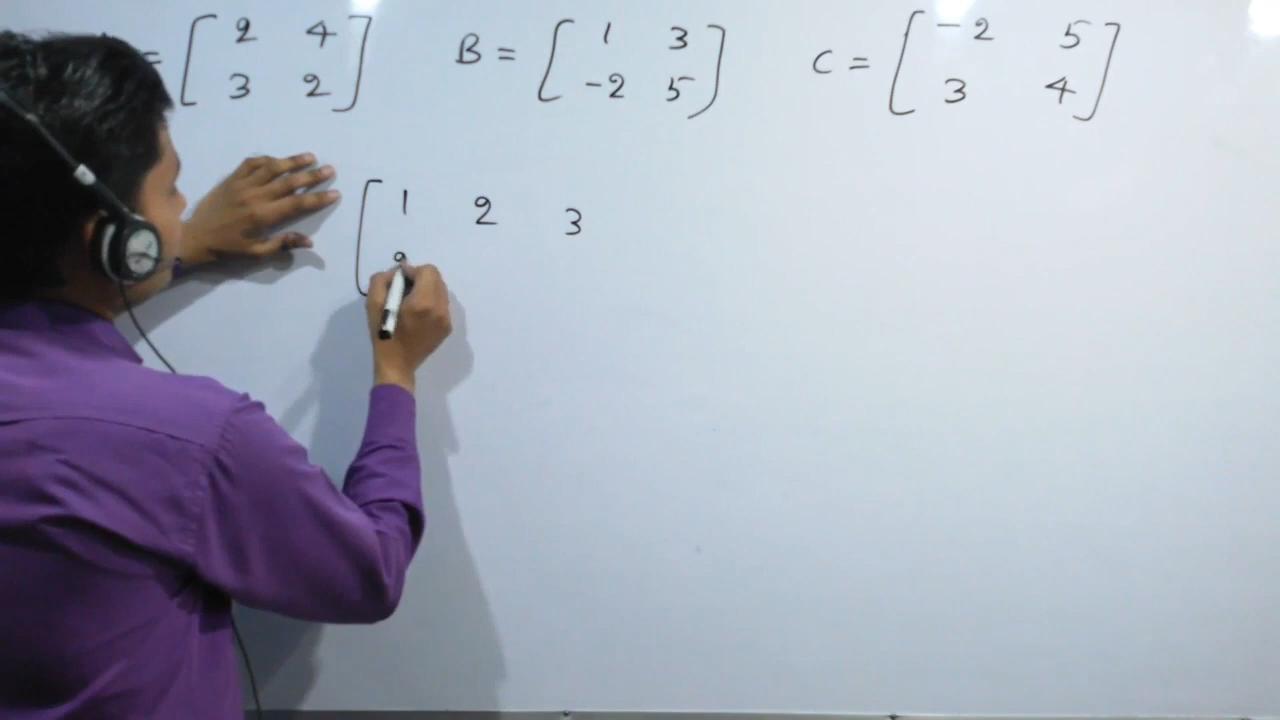 = [ 2 4 B = [ 1 3 C = [ -2 5
3 2 ] -2 5 ] 3 4 ]
[ 1 2 3